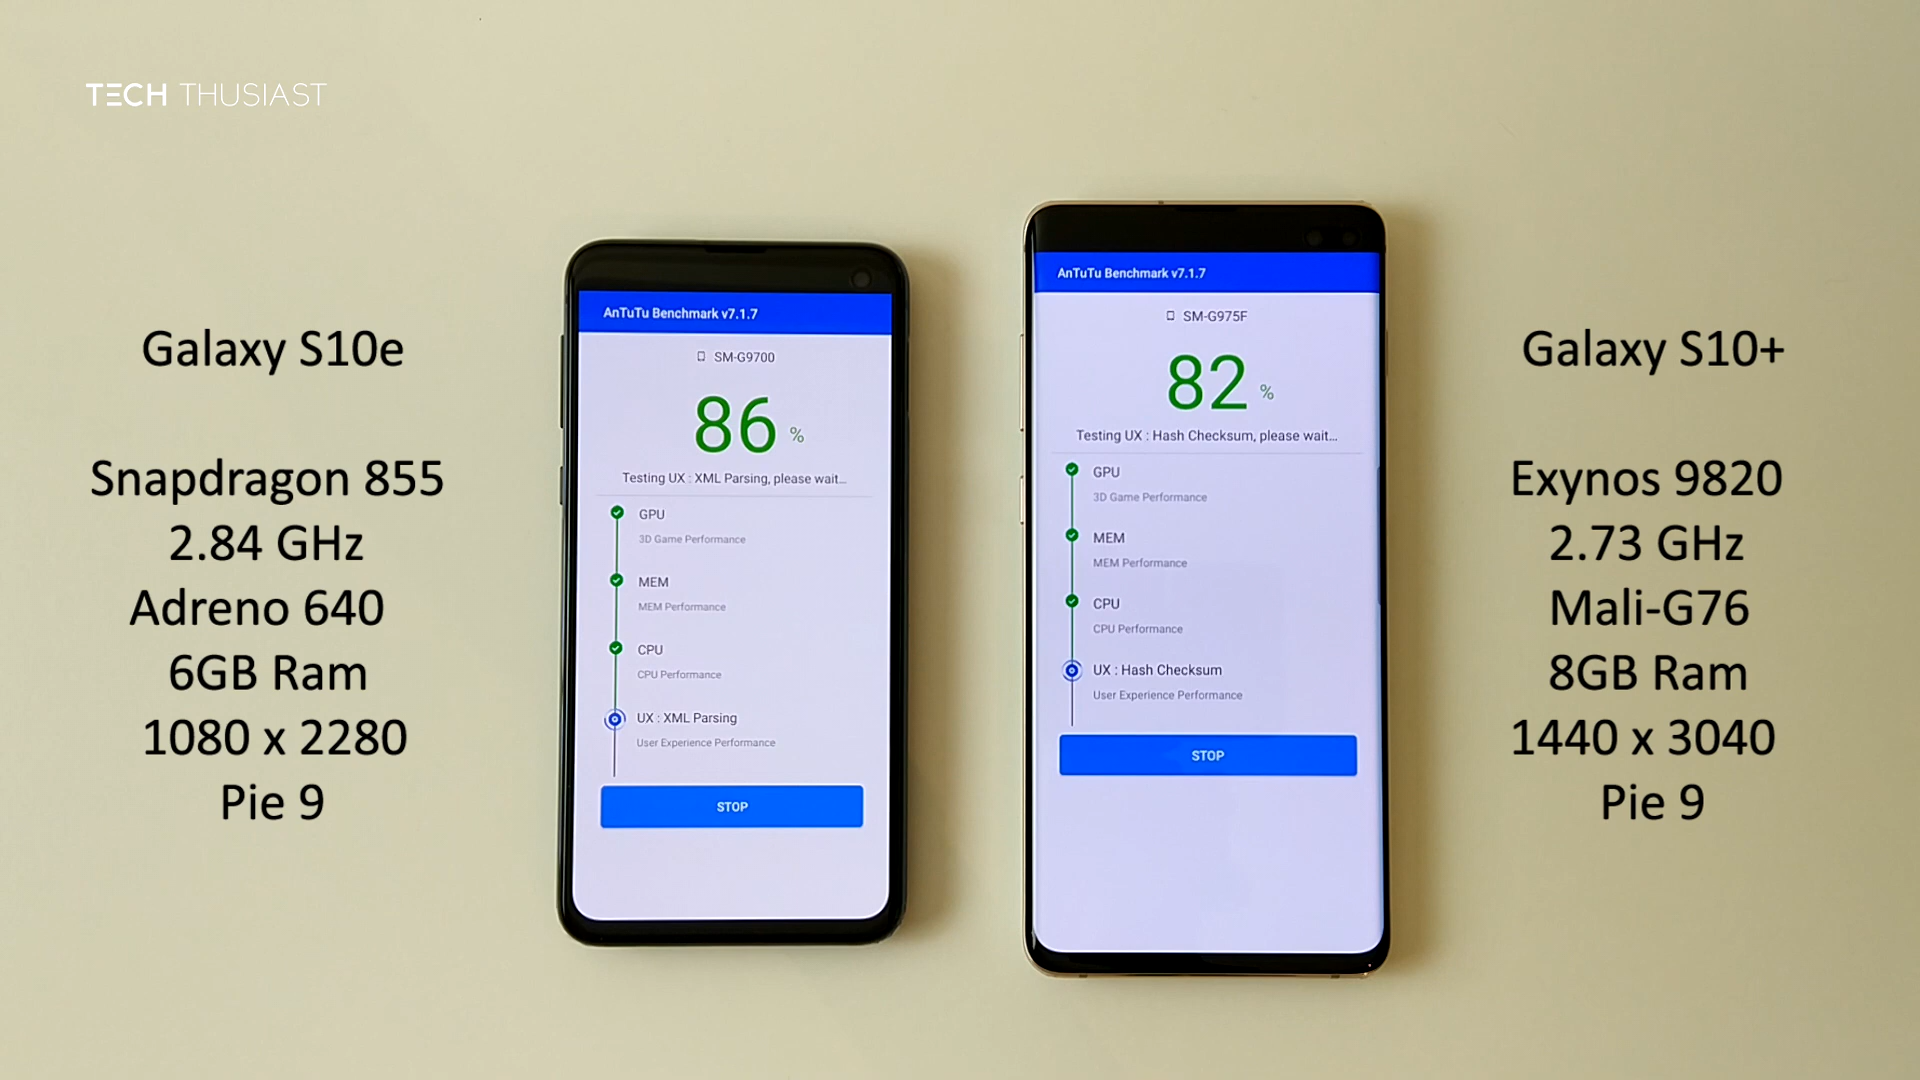 TECH THUSIAST
Galaxy S10e
Snapdragon 855
2.84 GHz
Adreno 640
6GB Ram
1080 x 2280
Pie 9
AnTuTu Benchmark v7.1.7
SM-G9700
86 %
Testing UX : XML Parsing, please wait...
GPU
3D Game Performance
MEM
MEM Performance
CPU
CPU Performance
UX : XML Parsing
User Experience Performance
STOP
AnTuTu Benchmark v7.1.7
SM-G975F
82 %
Testing UX : Hash Checksum, please wait...
GPU
3D Game Performance
MEM
MEM Performance
CPU
CPU Performance
UX : Hash Checksum
User Experience Performance
STOP
Galaxy S10+
Exynos 9820
2.73 GHz
Mali-G76
8GB Ram
1440 x 3040
Pie 9